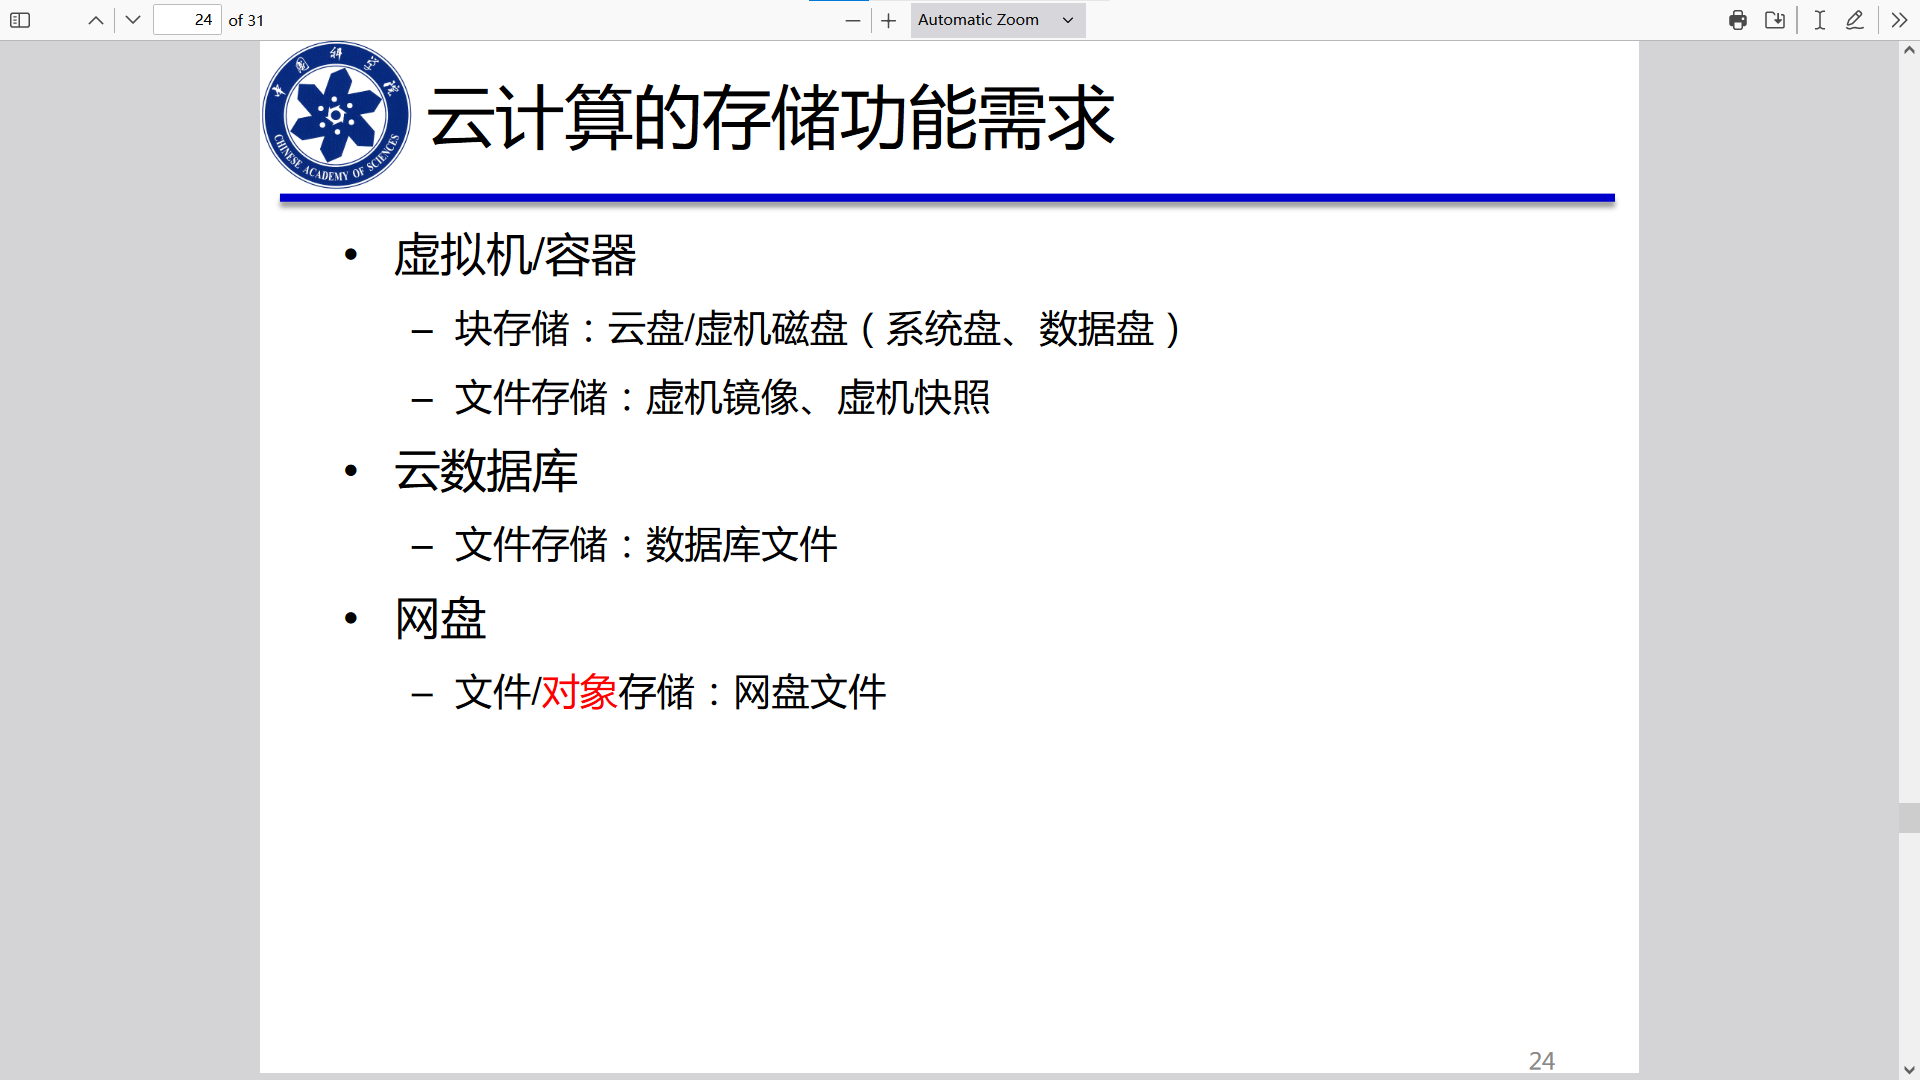 24 of 31
Automatic Zoom
中国科学院
CHINESE ACADEMY OF SCIENCES
云计算的存储功能需求
• 虚拟机/容器
– 块存储：云盘/虚机磁盘（系统盘、数据盘）
– 文件存储：虚机镜像、虚机快照
• 云数据库
– 文件存储：数据库文件
• 网盘
– 文件/对象存储：网盘文件
24